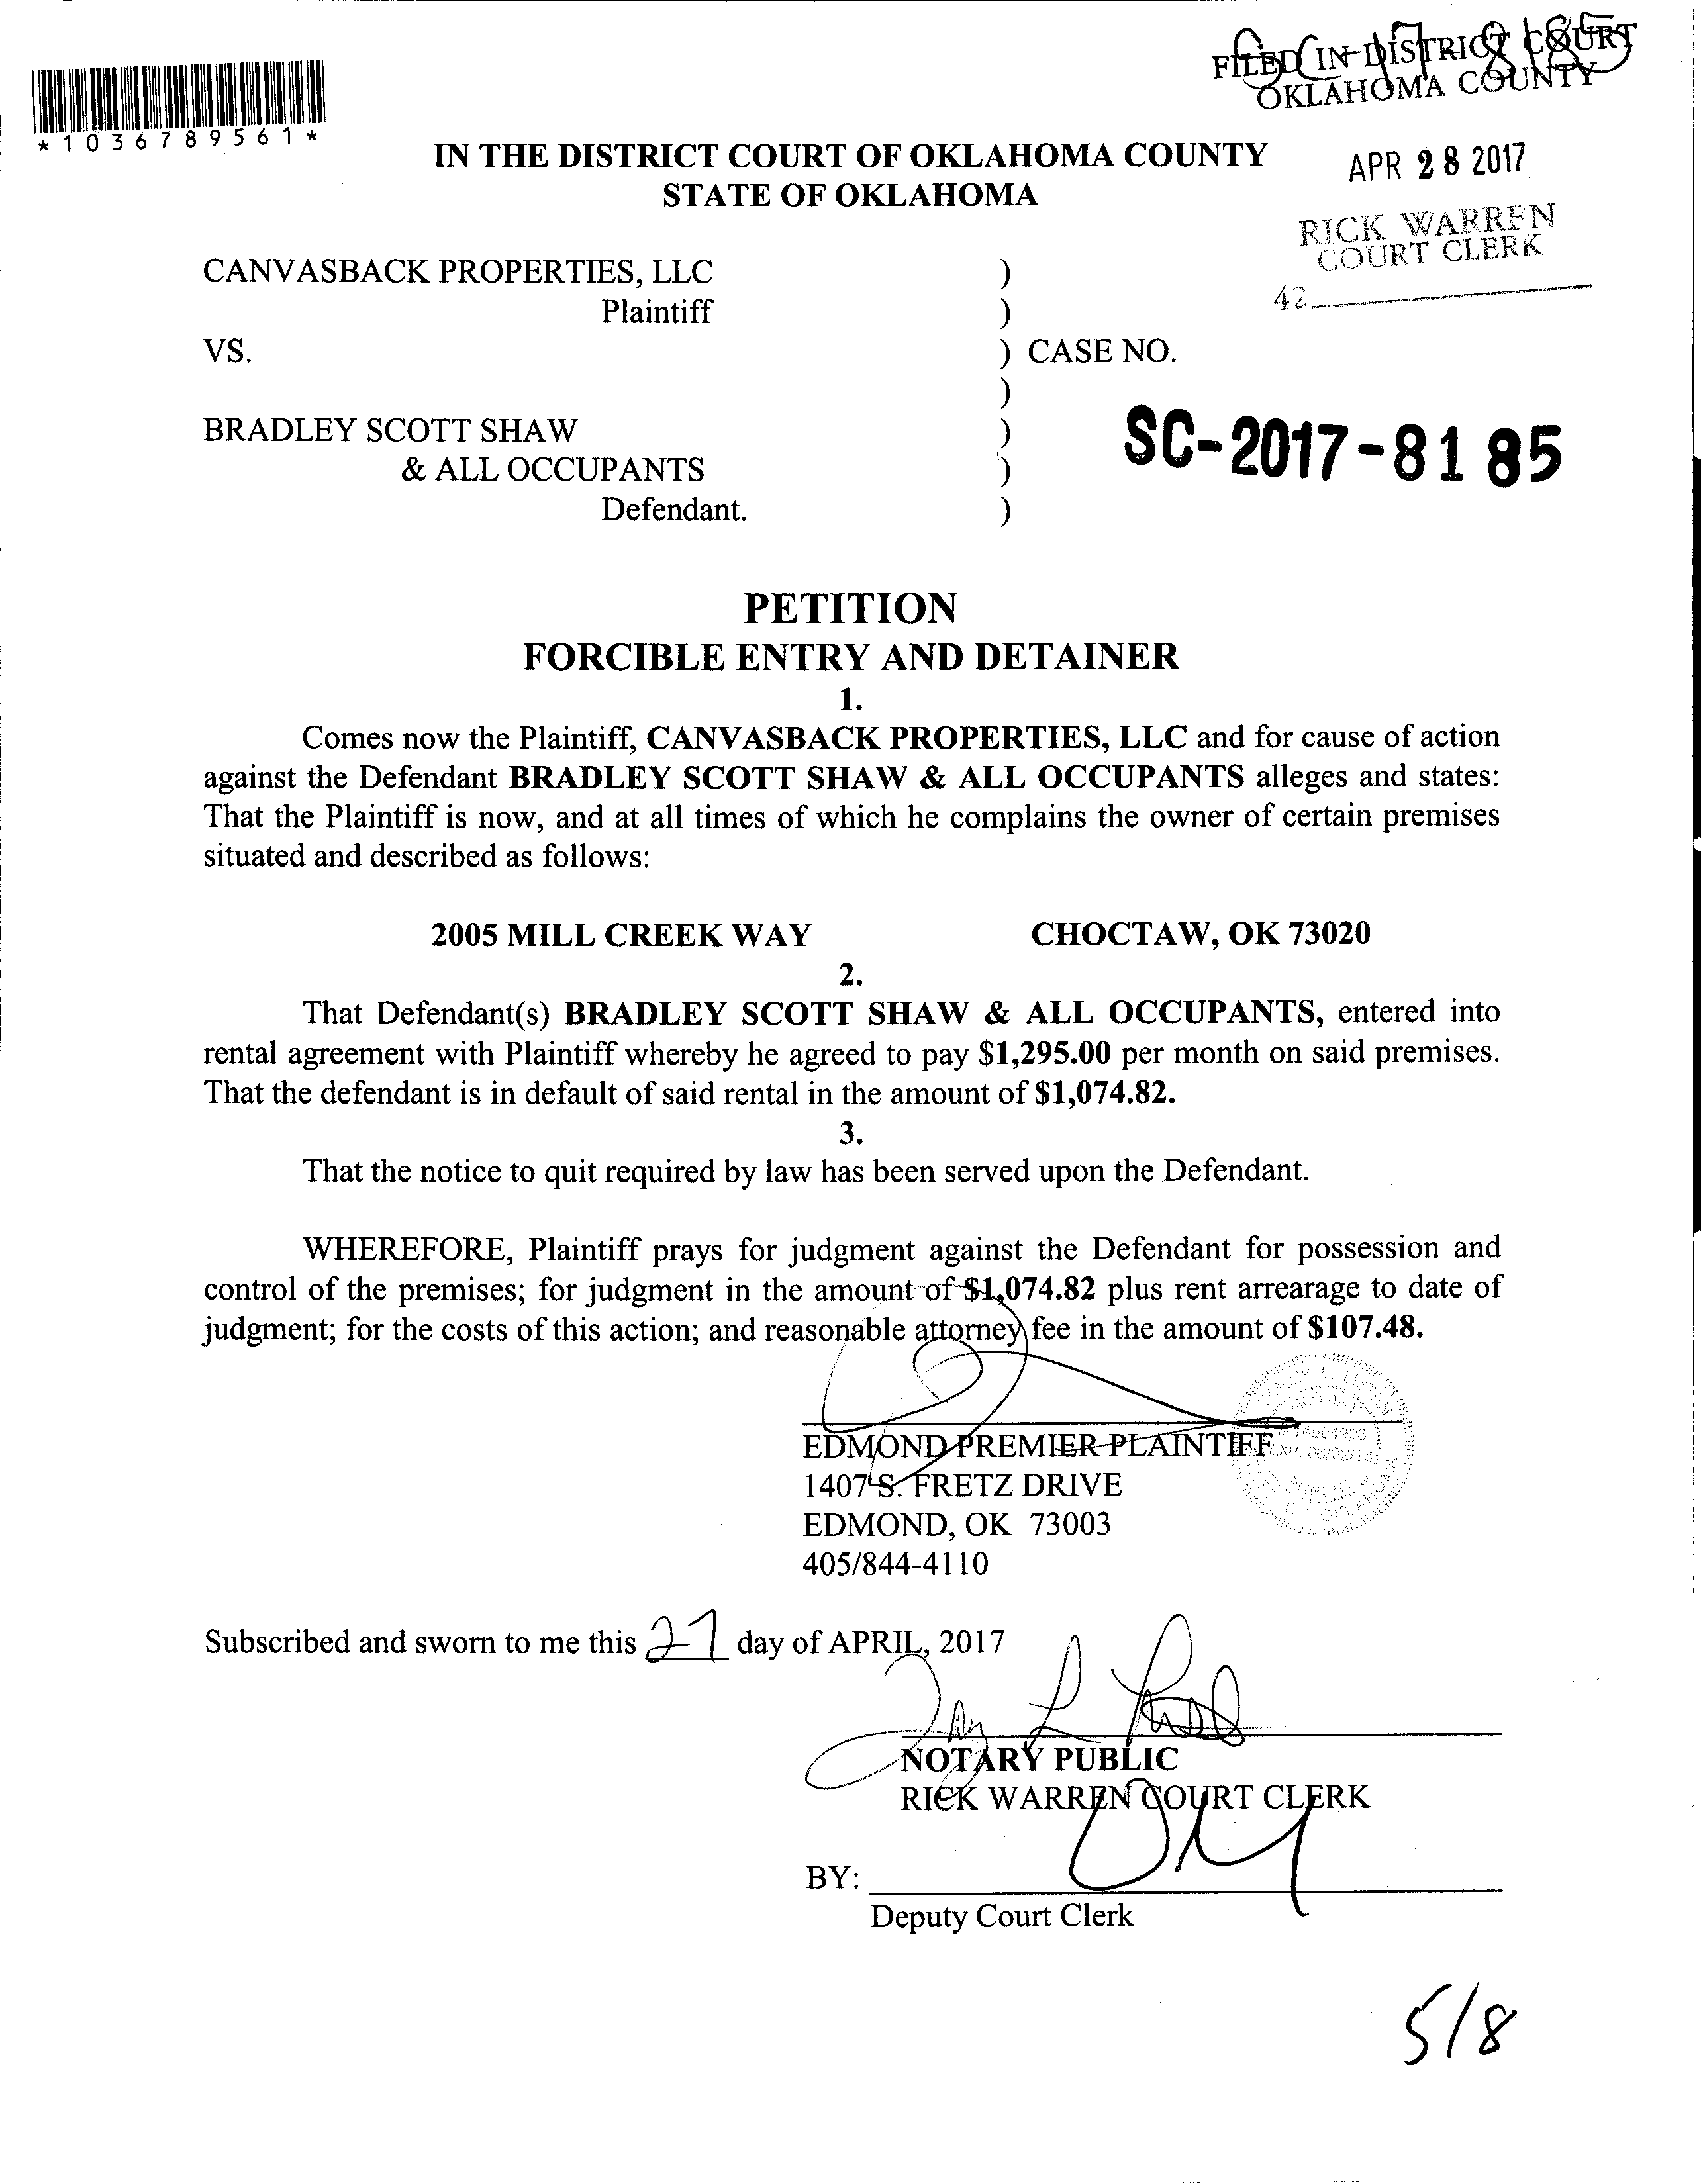 SC-17-8185
FILED IN DISTRICT COURT
OKLAHOMA COUNTY
*1036789561*
IN THE DISTRICT COURT OF OKLAHOMA COUNTY
STATE OF OKLAHOMA
APR 28 2017
RICK WARREN
COURT CLERK
42
CANVASBACK PROPERTIES, LLC )
Plaintiff )
VS. ) CASE NO.
)
BRADLEY SCOTT SHAW )
& ALL OCCUPANTS )
Defendant. )
SC-2017-8185
PETITION
FORCIBLE ENTRY AND DETAINER
1.
Comes now the Plaintiff, CANVASBACK PROPERTIES, LLC and for cause of action
against the Defendant BRADLEY SCOTT SHAW & ALL OCCUPANTS alleges and states:
That the Plaintiff is now, and at all times of which he complains the owner of certain premises
situated and described as follows:
2005 MILL CREEK WAY CHOCTAW, OK 73020
2.
That Defendant(s) BRADLEY SCOTT SHAW & ALL OCCUPANTS, entered into
rental agreement with Plaintiff whereby he agreed to pay $1,295.00 per month on said premises.
That the defendant is in default of said rental in the amount of $1,074.82.
3.
That the notice to quit required by law has been served upon the Defendant.
WHEREFORE, Plaintiff prays for judgment against the Defendant for possession and
control of the premises; for judgment in the amount of $1,074.82 plus rent arrearage to date of
judgment; for the costs of this action; and reasonable attorney fee in the amount of $107.48.
EDMOND PREMIER PLAINTIFF
1407 S. FRETZ DRIVE
EDMOND, OK 73003
405/844-4110
NOTARY
PUBLIC
OF OKLAHOMA
Subscribed and sworn to me this 27 day of APRIL, 2017
NOTARY PUBLIC
RICK WARREN COURT CLERK
BY:
Deputy Court Clerk
5/8